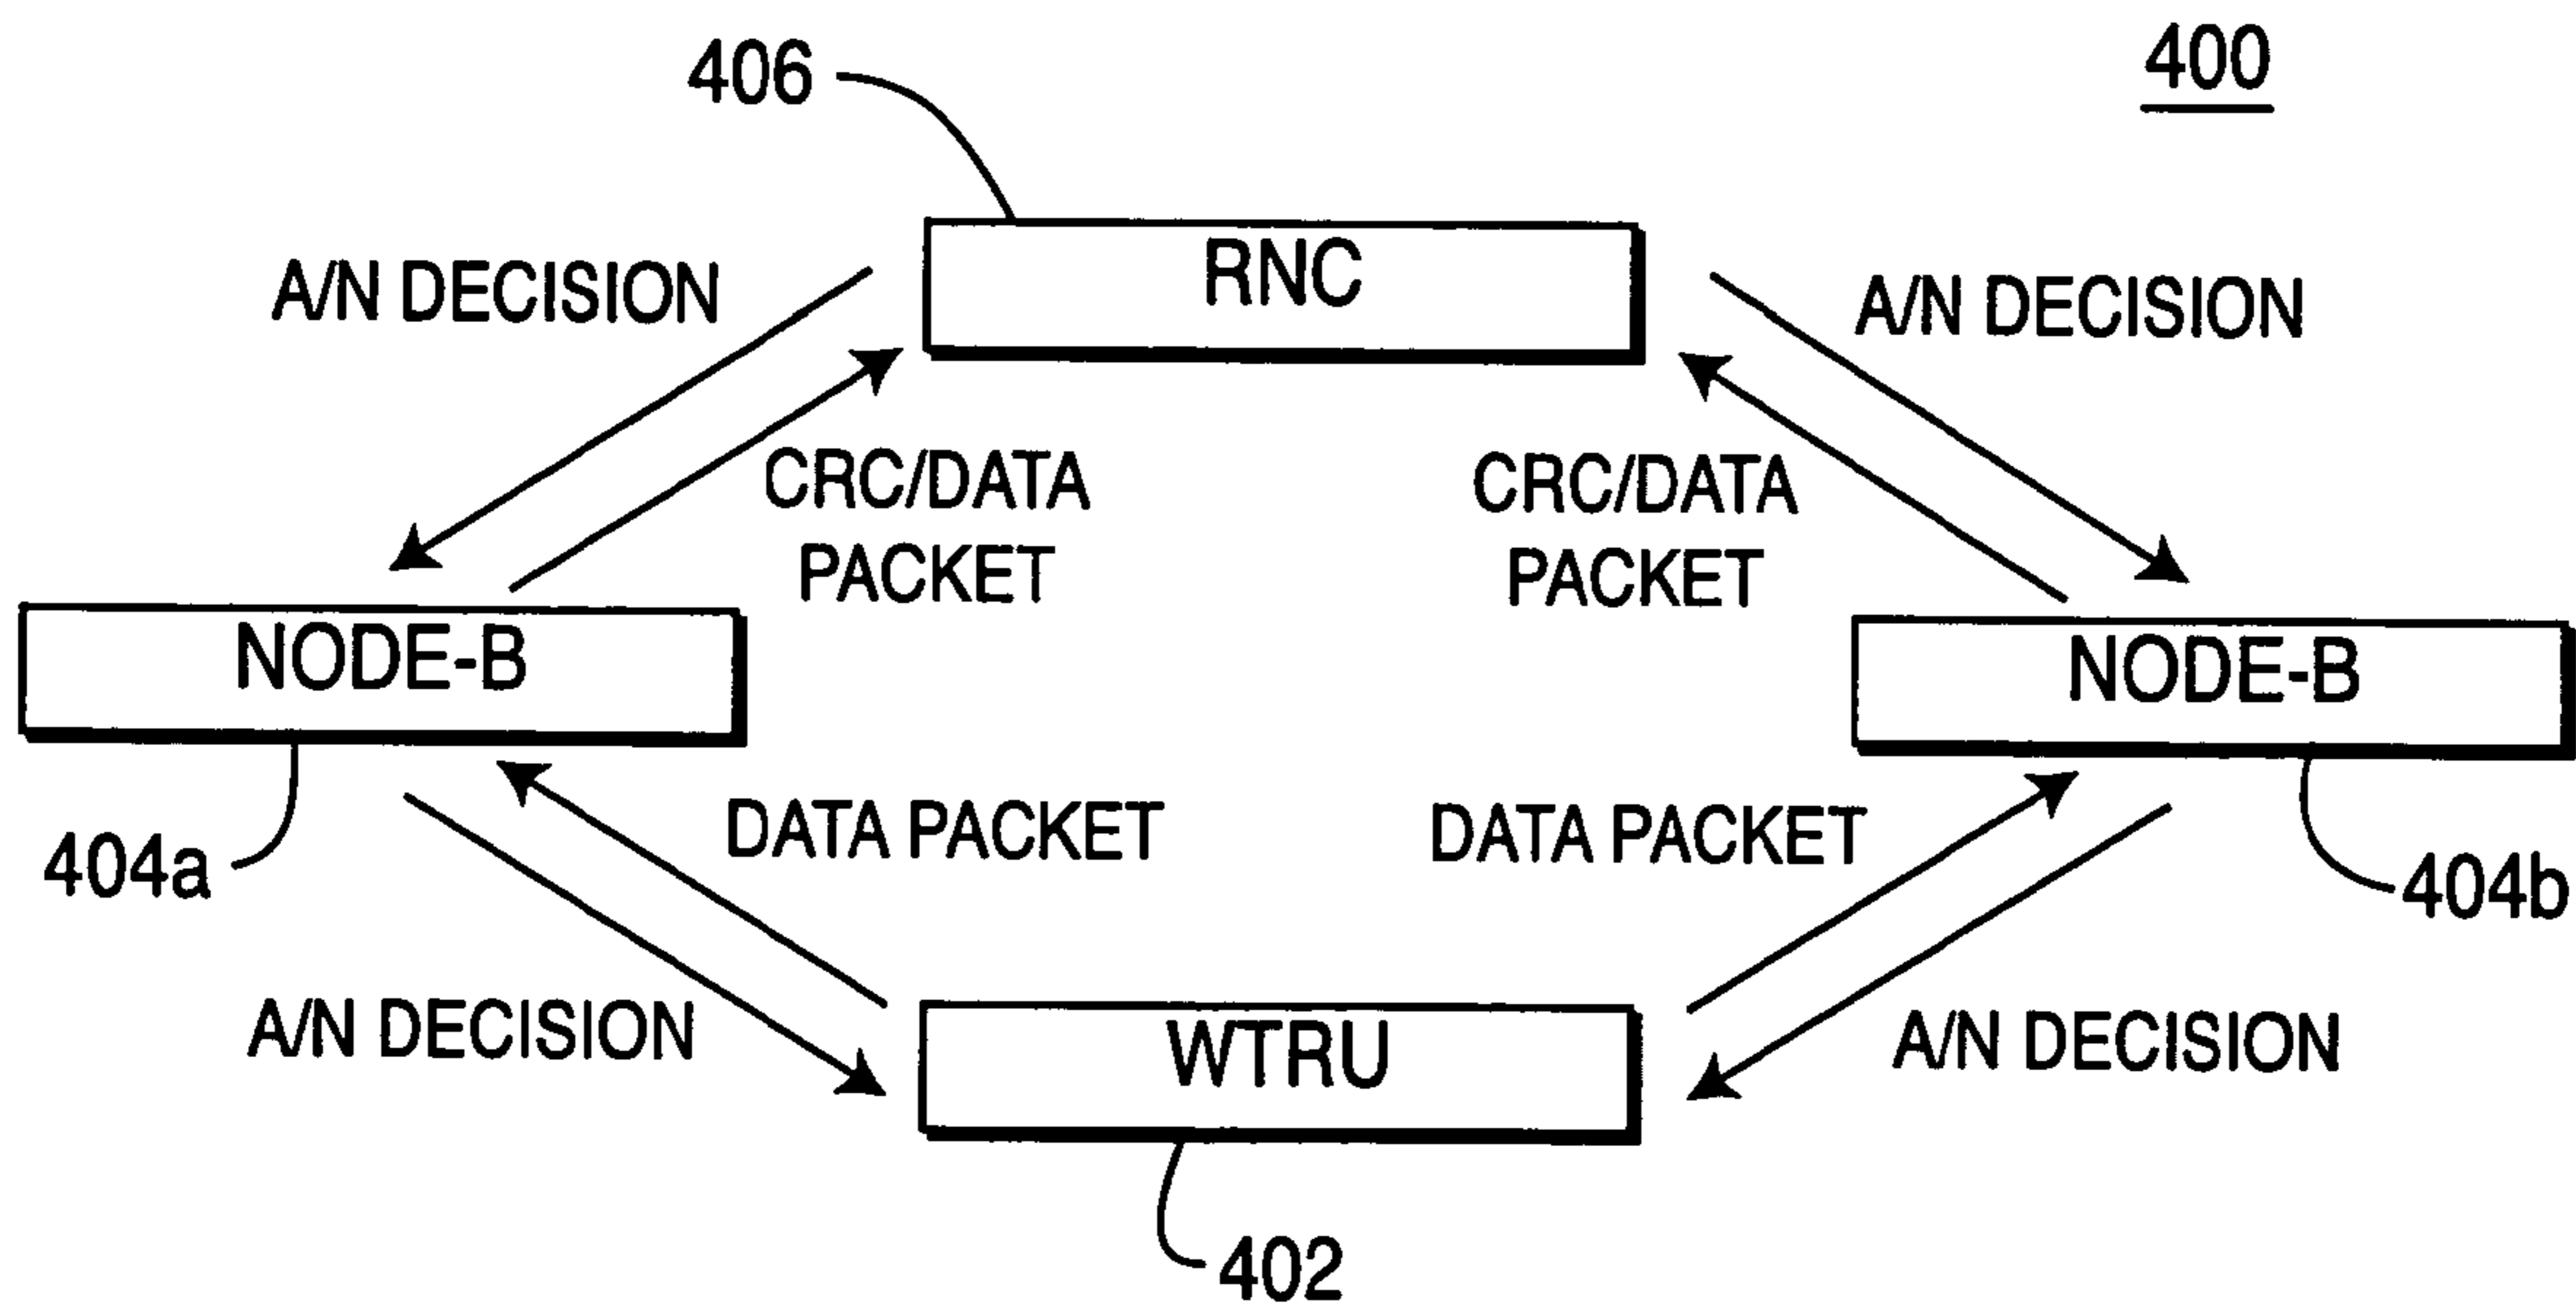 400
406
RNC
A/N DECISION
A/N DECISION
CRC/DATA
PACKET
CRC/DATA
PACKET
NODE-B
NODE-B
404a
DATA PACKET
DATA PACKET
404b
A/N DECISION
A/N DECISION
WTRU
402